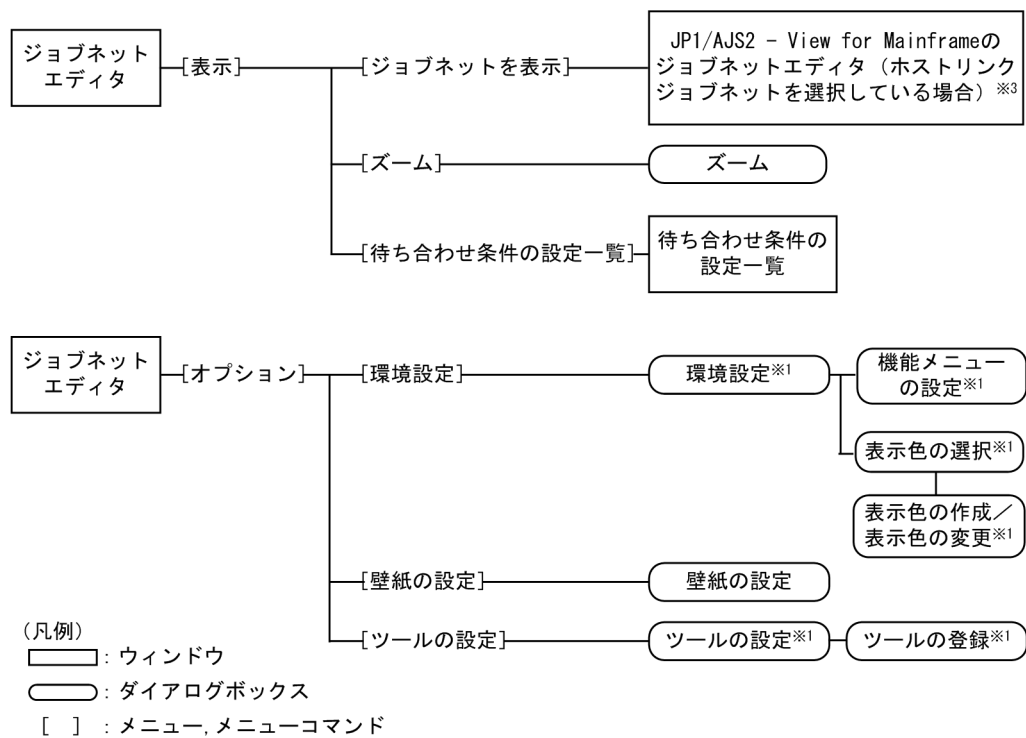 ジョブネット
エディタ
[表示]
[ジョブネットを表示]
JP1/AJS2 - View for Mainframeの
ジョブネットエディタ（ホストリンク
ジョブネットを選択している場合）※3
[ズーム]
ズーム
[待ち合わせ条件の設定一覧]
待ち合わせ条件の
設定一覧
ジョブネット
エディタ
[オプション]
[環境設定]
環境設定※1
機能メニュー
の設定※1
表示色の選択※1
表示色の作成／
表示色の変更※1
[壁紙の設定]
壁紙の設定
[ツールの設定]
ツールの設定※1
ツールの登録※1
（凡例）
：ウィンドウ
：ダイアログボックス
[ ]：メニュー,メニューコマンド